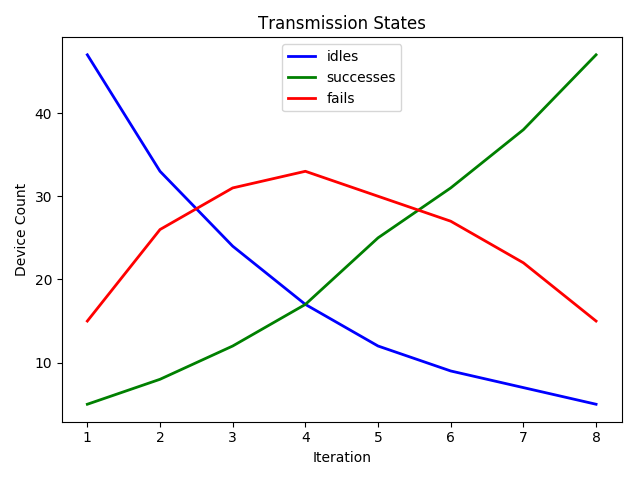 Transmission States
idles
successes
fails
Device Count
40
30
20
10
1 2 3 4 5 6 7 8
Iteration